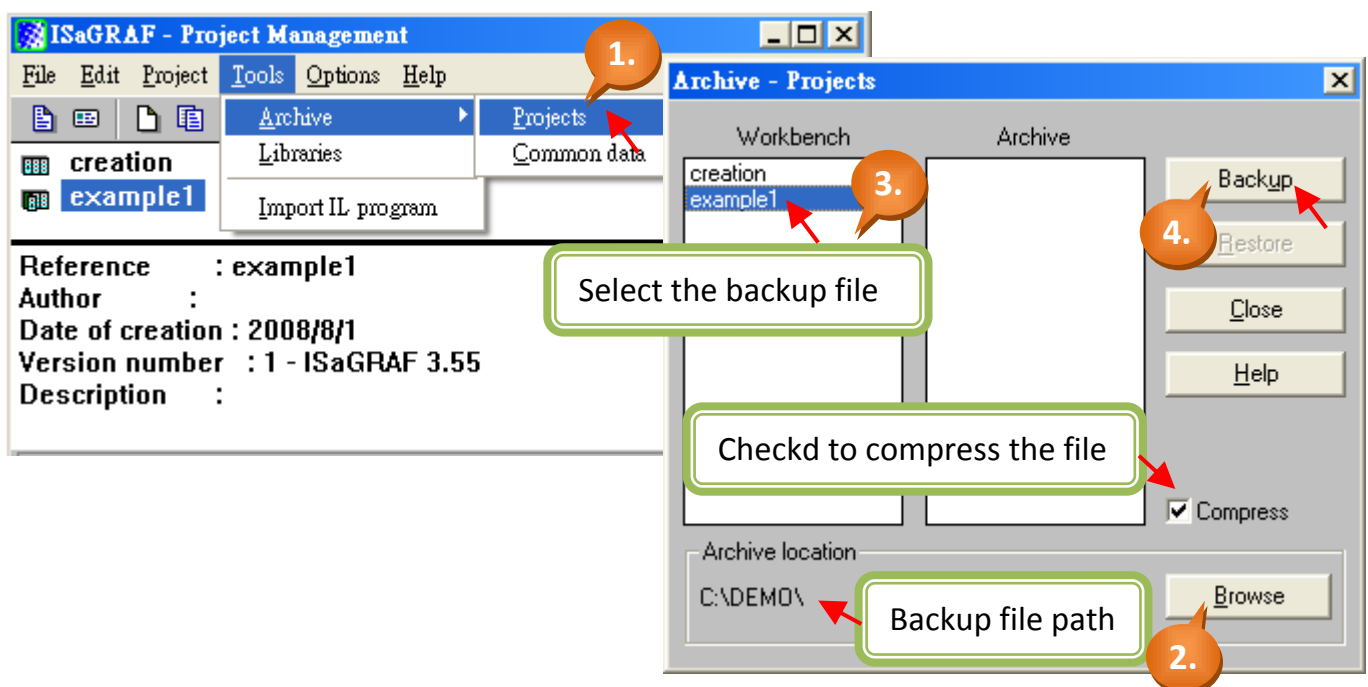 ISaGRAF - Project Management
1.
File Edit Project Tools Options Help
Archive
Projects
Libraries
Common data
Import IL program
creation
example1
Reference : example1
Author :
Date of creation : 2008/8/1
Version number : 1 - ISaGRAF 3.55
Description :
Archive - Projects
Workbench
Archive
creation
example1
3.
Select the backup file
Backup
4.
Restore
Close
Help
Checkd to compress the file
Compress
Archive location
C:\DEMO\
Backup file path
Browse
2.